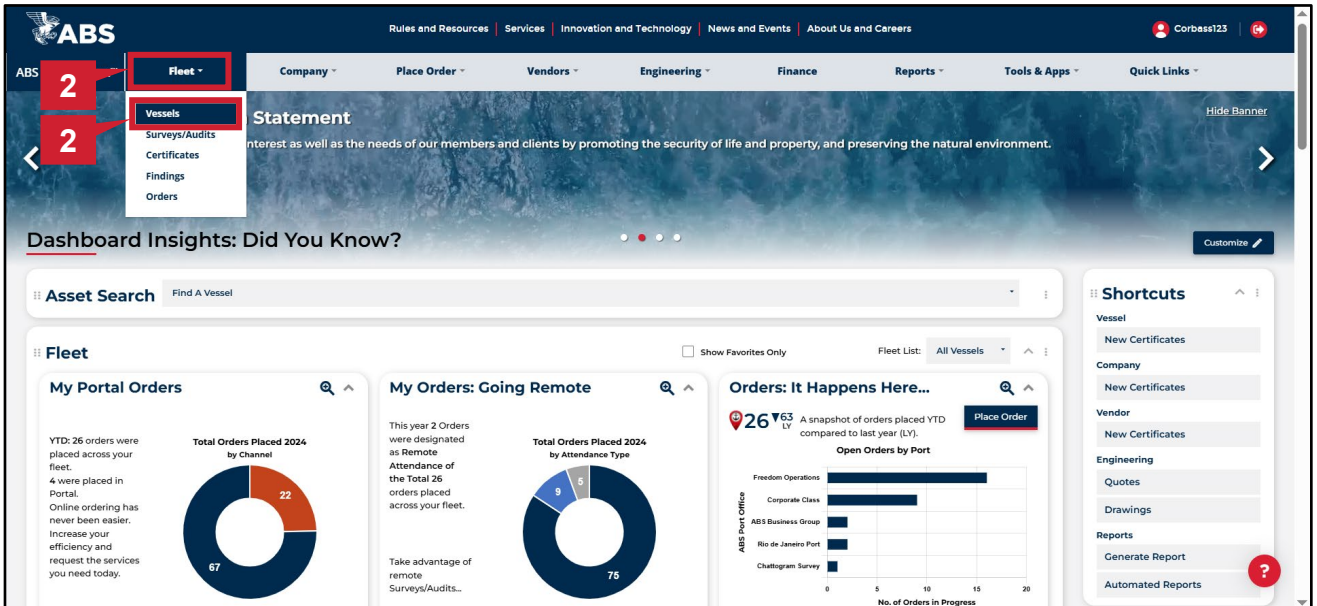 ABS
Rules and Resources | Services | Innovation and Technology | News and Events | About Us and Careers
Corbass123
ABS
Fleet
Company
Place Order
Vendors
Engineering
Finance
Reports
Tools & Apps
Quick Links
2
2
Vessels
Surveys/Audits
Certificates
Findings
Orders
Statement
Hide Banner
nterest as well as the needs of our members and clients by promoting the security of life and property, and preserving the natural environment.
Dashboard Insights: Did You Know?
Customize
Asset Search
Find A Vessel
Fleet
Show Favorites Only
Fleet List:
All Vessels
My Portal Orders
YTD: 26 orders were
placed across your
fleet.
4 were placed in
Portal.
Online ordering has
never been easier.
Increase your
efficiency and
request the services
you need today.
Total Orders Placed 2024
by Channel
22
67
My Orders: Going Remote
This year 2 Orders
were designated
as Remote
Attendance of
the Total 26
orders placed
across your fleet.
Take advantage of
remote
Surveys/Audits...
Total Orders Placed 2024
by Attendance Type
9
5
75
Orders: It Happens Here...
26 ▼63
LY
A snapshot of orders placed YTD
compared to last year (LY).
Place Order
Open Orders by Port
ABS Port Office
Freedom Operations
Corporate Class
ABS Business Group
Rio de Janeiro Port
Chattogram Survey
0 5 10 15 20
No. of Orders in Progress
Shortcuts
Vessel
New Certificates
Company
New Certificates
Vendor
New Certificates
Engineering
Quotes
Drawings
Reports
Generate Report
Automated Reports
?